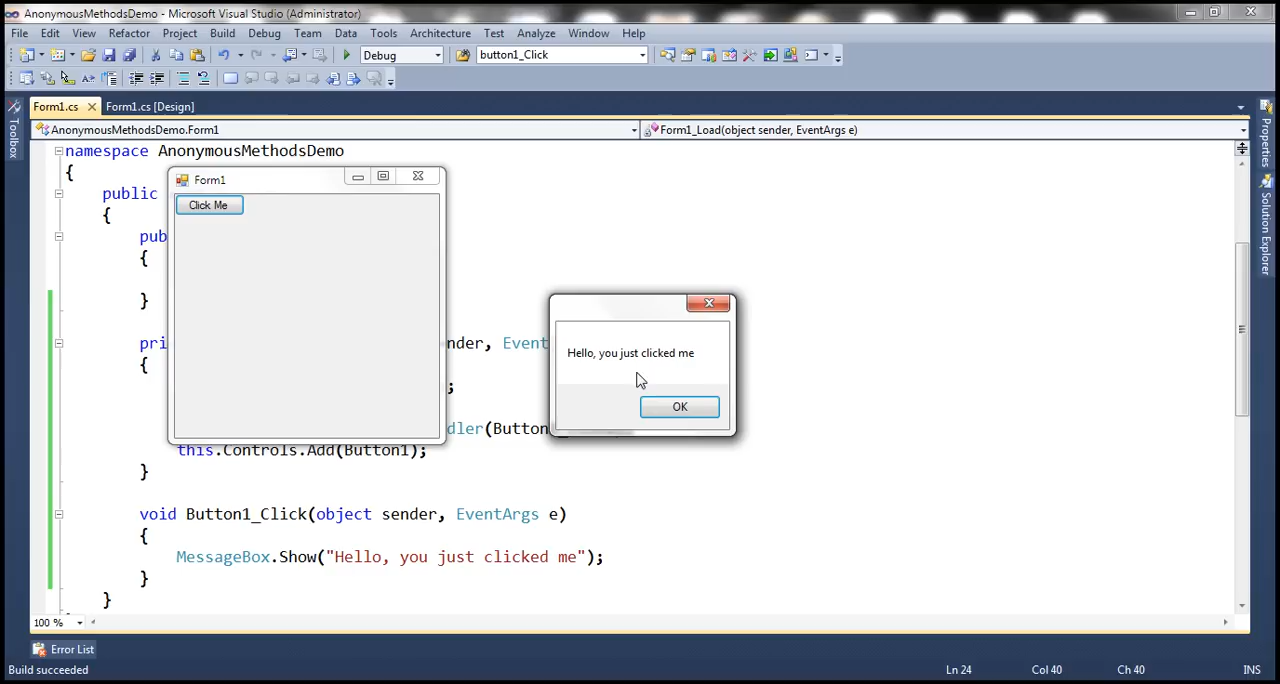 AnonymousMethodsDemo - Microsoft Visual Studio (Administrator)
File Edit View Refactor Project Build Debug Team Data Tools Architecture Test Analyze Window Help
Debug button1_Click
Form1.cs Form1.cs [Design]
AnonymousMethodsDemo.Form1 Form1_Load(object sender, EventArgs e)
Toolbox
Properties
Solution Explorer
namespace AnonymousMethodsDemo
{
public
{
pub
{
}
pri nder, Event
{
;
dler(Button
this.Controls.Add(Button1);
}
void Button1_Click(object sender, EventArgs e)
{
MessageBox.Show("Hello, you just clicked me");
}
}
Form1
Click Me
Hello, you just clicked me
OK
100 %
Error List
Build succeeded Ln 24 Col 40 Ch 40 INS